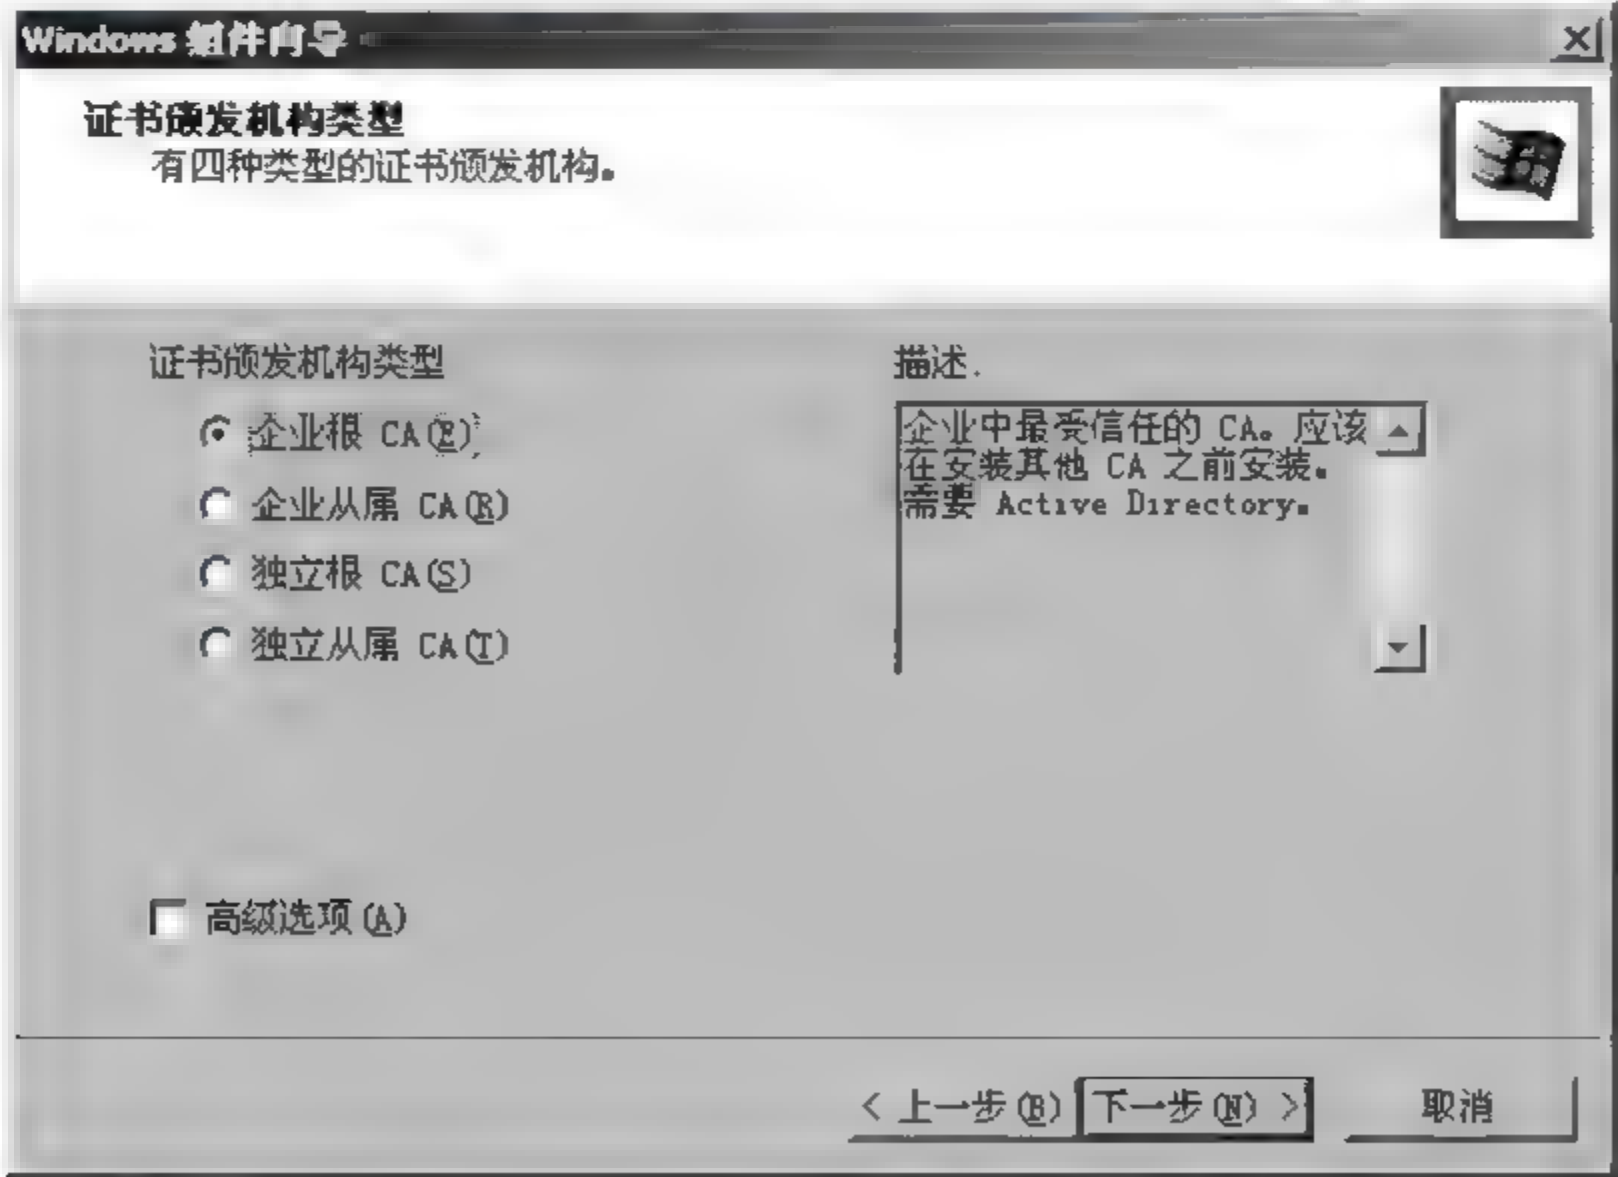 Windows 组件向导
证书颁发机构类型
有四种类型的证书颁发机构。
证书颁发机构类型
企业根 CA(E)
企业从属 CA(R)
独立根 CA(S)
独立从属 CA(T)
描述.
企业中最受信任的 CA。应该
在安装其他 CA 之前安装。
需要 Active Directory。
高级选项(A)
< 上一步(B)
下一步(N) >
取消